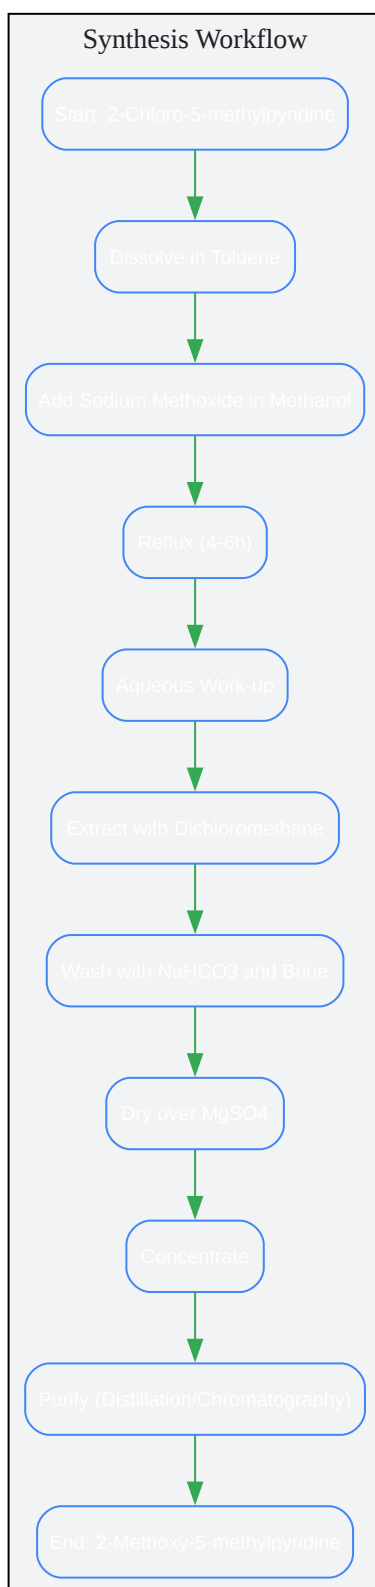 Synthesis Workflow
Start: 2-Chloro-5-methylpyridine
Dissolve in Toluene
Add Sodium Methoxide in Methanol
Reflux (4-6h)
Aqueous Work-up
Extract with Dichloromethane
Wash with NaHCO3 and Brine
Dry over MgSO4
Concentrate
Purify (Distillation/Chromatography)
End: 2-Methoxy-5-methylpyridine